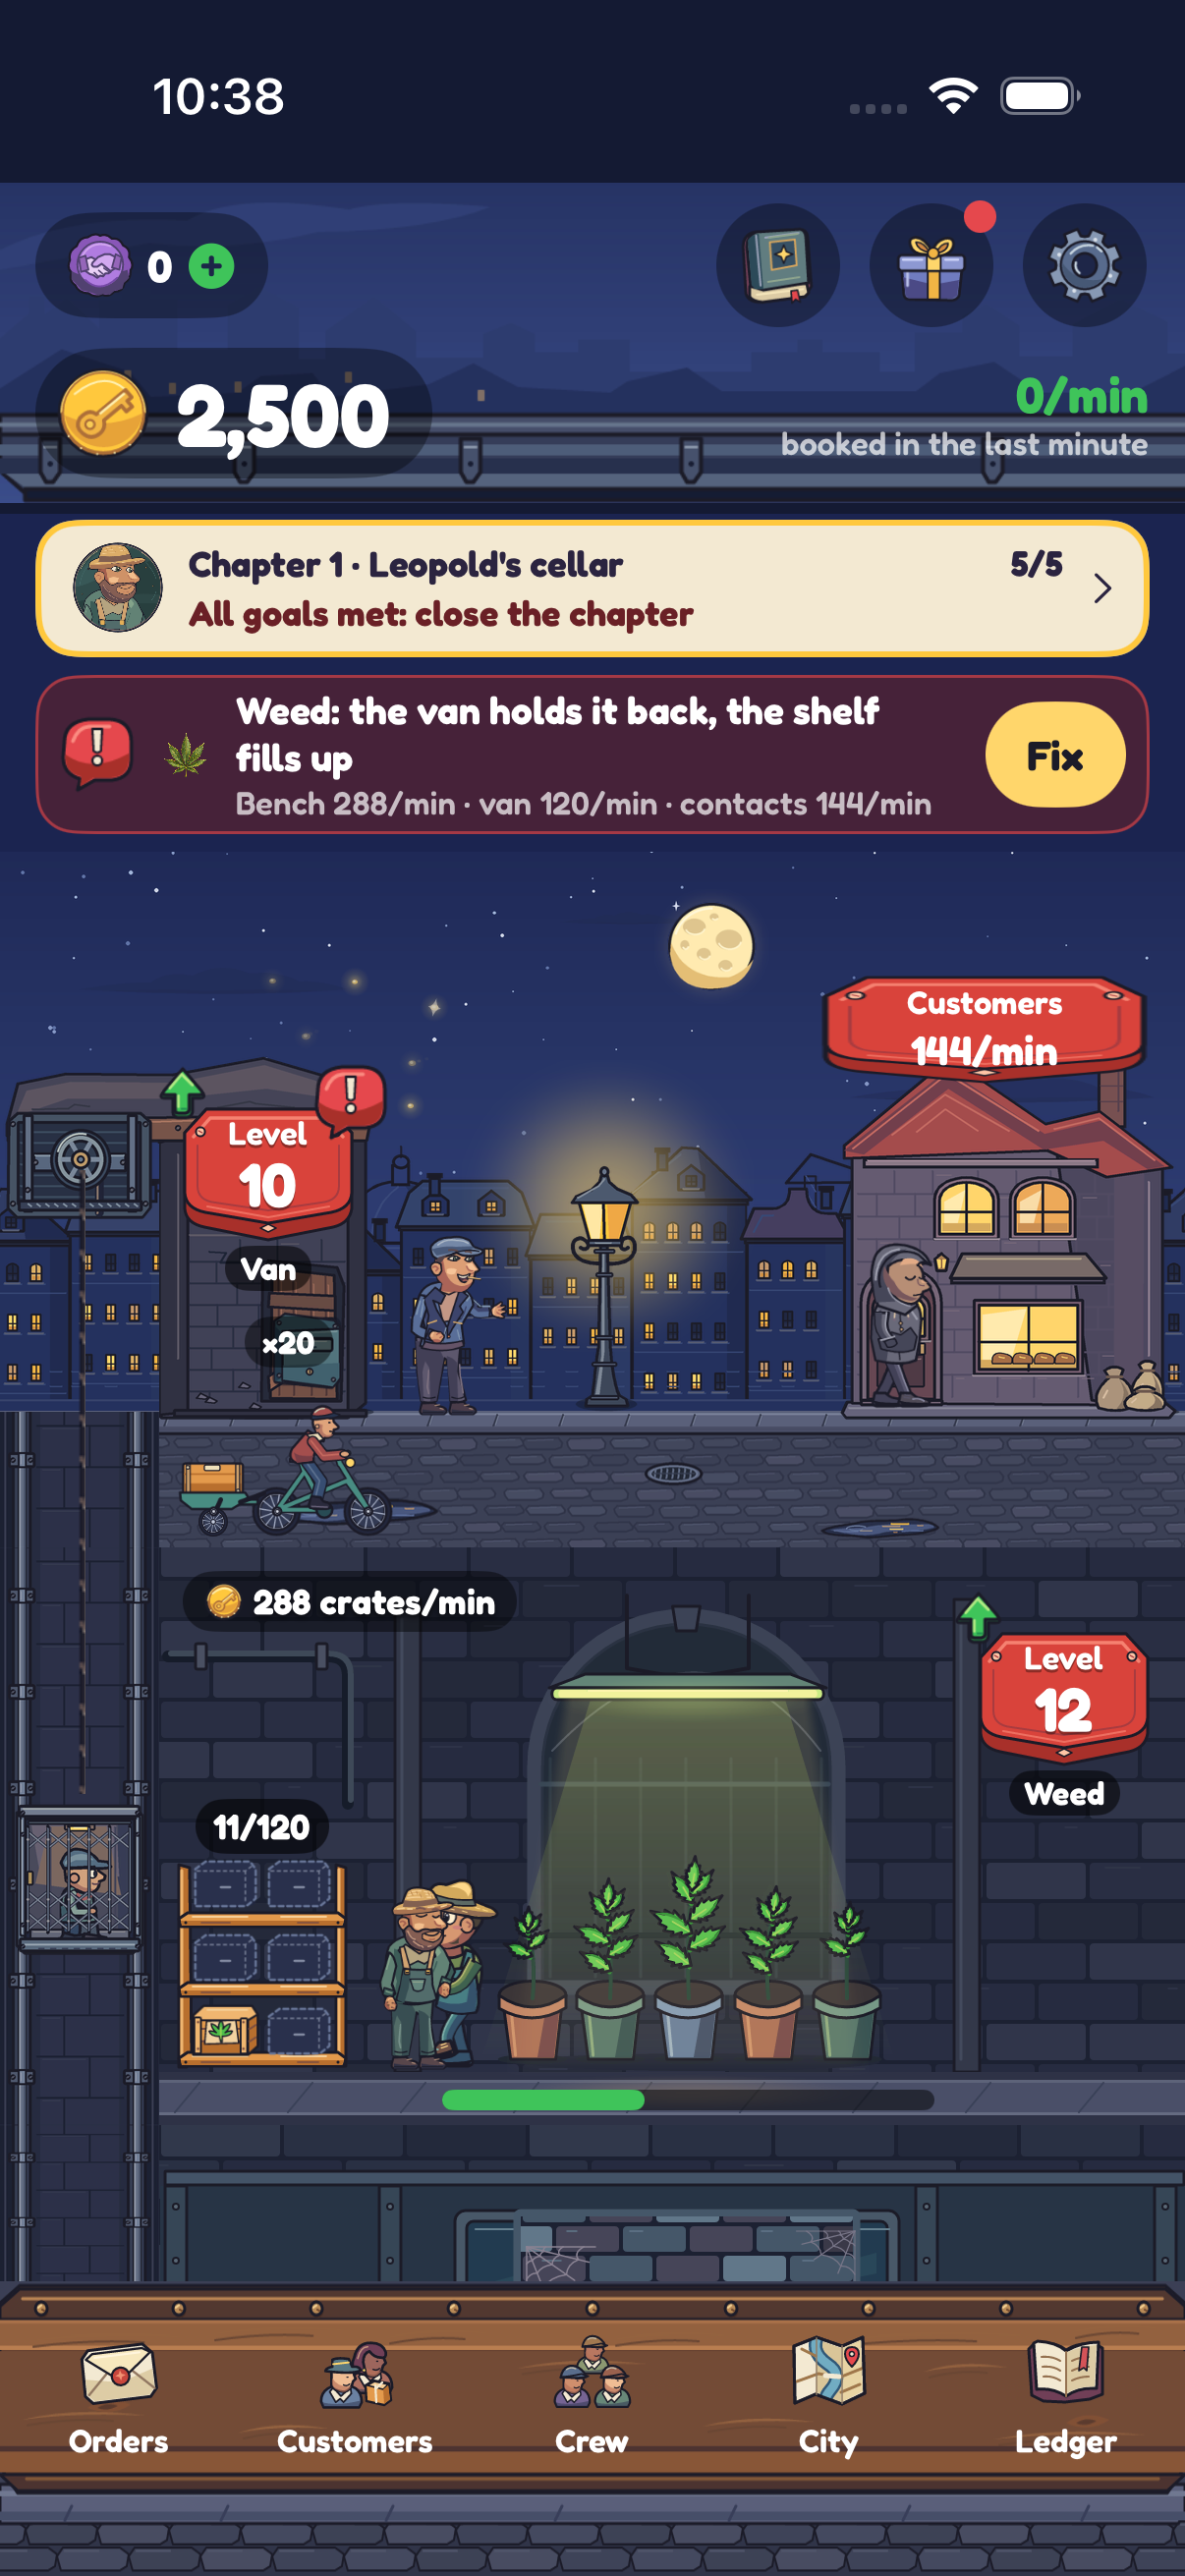 10:38
0
2,500
0/min
booked in the last minute
Chapter 1 · Leopold's cellar
5/5
All goals met: close the chapter
Weed: the van holds it back, the shelf
fills up
Bench 288/min · van 120/min · contacts 144/min
Fix
Customers
144/min
Level
10
Van
x20
288 crates/min
Level
12
Weed
11/120
Orders
Customers
Crew
City
Ledger